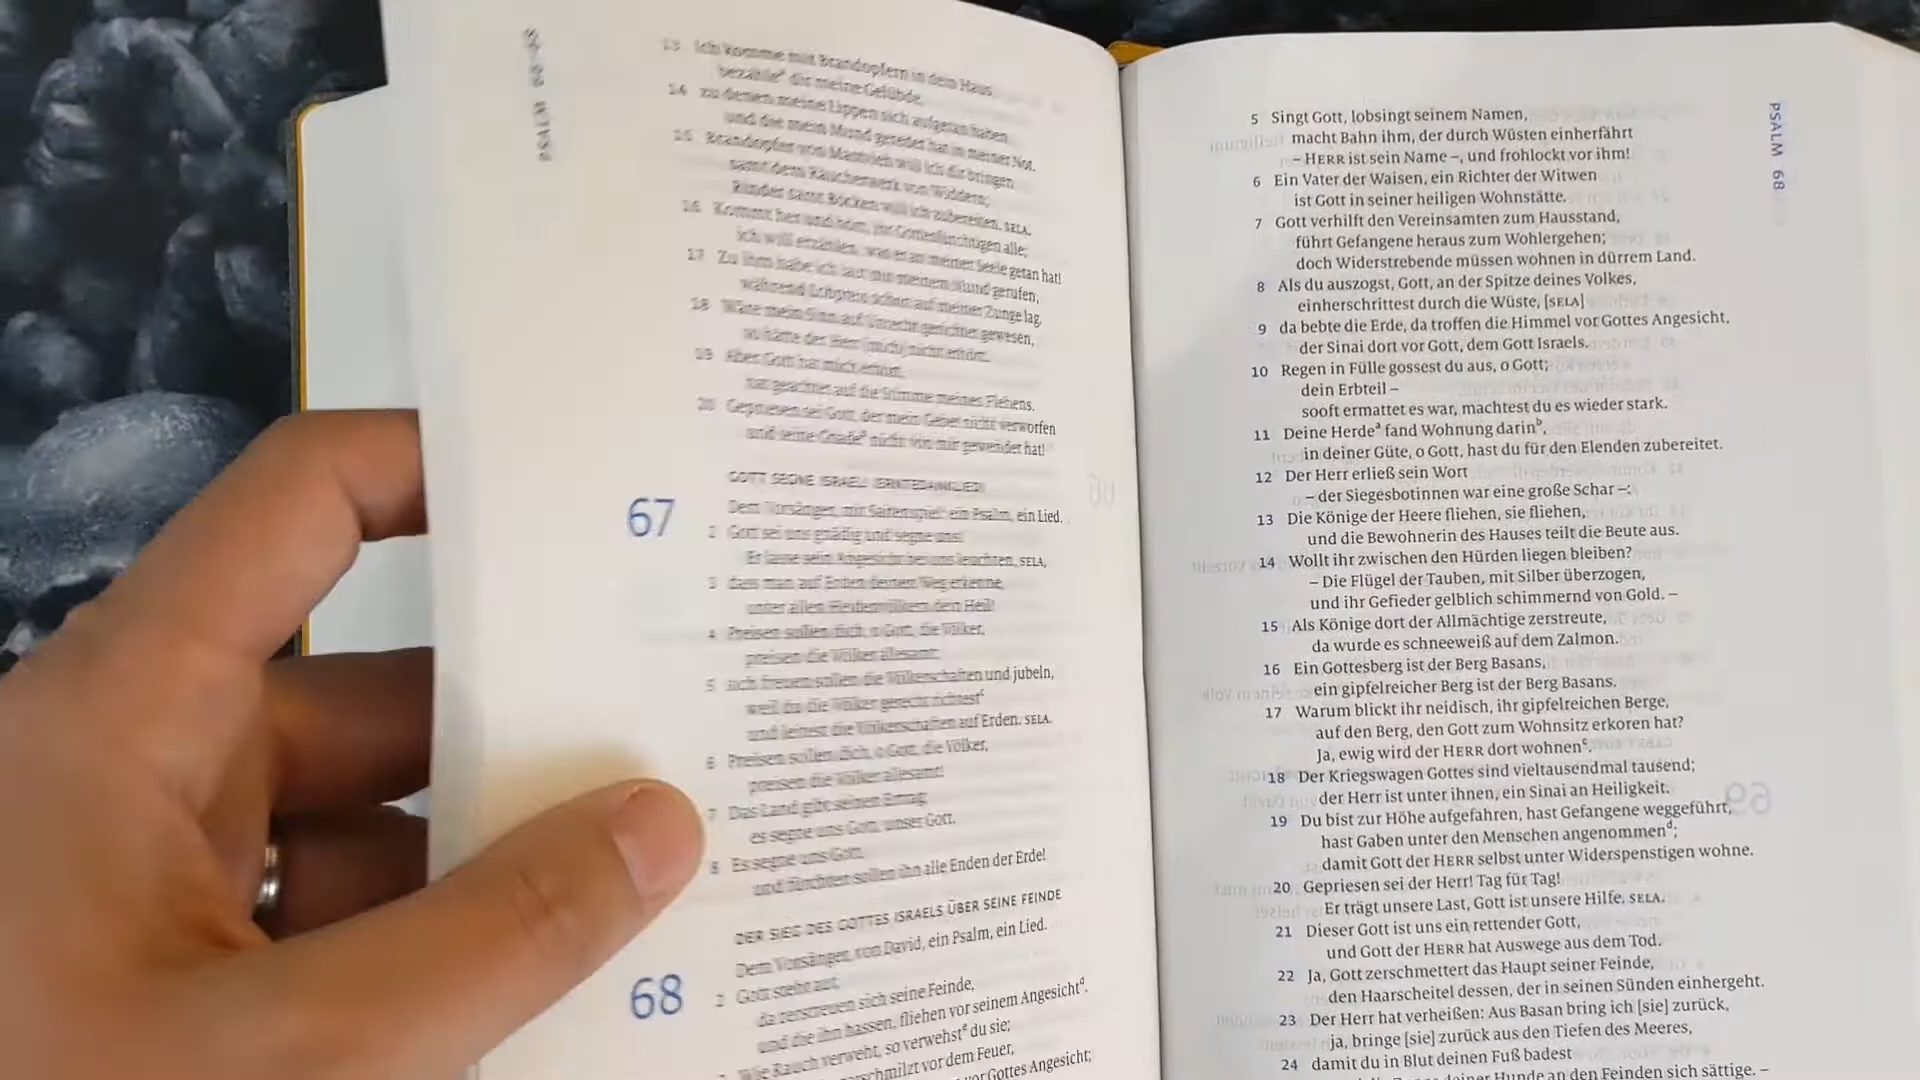 PSALM 66-68
13 Ich komme mit Brandopfern in dein Haus,
bezahleᵃ dir meine Gelübde,
14 zu denen meine Lippen sich aufgetan haben
und die mein Mund geredet hat in meiner Not.
15 Brandopfer von Mastvieh will ich dir bringen
samt dem Räucherwerk von Widdern;
Rinder samt Böcken will ich zubereiten. SELA.
16 Kommt her und hört, ihr Gottesfürchtigen alle;
ich will erzählen, was er an meiner Seele getan hat!
17 Zu ihm habe ich laut mit meinem Mund gerufen,
während Lobpreis schon auf meiner Zunge lag.
18 Wäre mein Sinn auf Unrecht gerichtet gewesen,
so hätte der Herr [mich] nicht erhört.
19 Aber Gott hat mich erhört,
hat geachtet auf die Stimme meines Flehens.
20 Gepriesen sei Gott, der mein Gebet nicht verworfen
und seine Gnade nicht von mir gewendet hat!
GOTT SEGNE ISRAEL! (ERNTEDANKLIED)
67 Dem Vorsänger, mit Saitenspiel; ein Psalm, ein Lied.
2 Gott sei uns gnädig und segne uns!
Er lasse sein Angesicht bei uns leuchten, SELA,
3 dass man auf Erden deinen Weg erkenne,
unter allen Heidenvölkern dein Heil!
4 Preisen sollen dich, o Gott, die Völker,
preisen die Völker allesamt;
5 sich freuen sollen die Völkerschaften und jubeln,
weil du die Völker gerecht richtestᶜ
und leitest die Völkerschaften auf Erden. SELA.
6 Preisen sollen dich, o Gott, die Völker,
preisen die Völker allesamt!
7 Das Land gibt seinen Ertrag;
es segne uns Gott, unser Gott.
8 Es segne uns Gott,
und fürchten sollen ihn alle Enden der Erde!
DER SIEG DES GOTTES ISRAELS ÜBER SEINE FEINDE
68 Dem Vorsänger, von David, ein Psalm, ein Lied.
2 Gott steht auf,
da zerstreuen sich seine Feinde,
und die ihn hassen, fliehen vor seinem Angesichtᵈ.
3 Wie Rauch verweht, so verwehstᵉ du sie;
schmilzt vor dem Feuer,
vor Gottes Angesicht;
PSALM 68
5 Singt Gott, lobsingt seinem Namen,
macht Bahn ihm, der durch Wüsten einherfährt
– HERR ist sein Name –, und frohlockt vor ihm!
6 Ein Vater der Waisen, ein Richter der Witwen
ist Gott in seiner heiligen Wohnstätte.
7 Gott verhilft den Vereinsamten zum Hausstand,
führt Gefangene heraus zum Wohlergehen;
doch Widerstrebende müssen wohnen in dürrem Land.
8 Als du auszogst, Gott, an der Spitze deines Volkes,
einherschrittest durch die Wüste, [SELA]
9 da bebte die Erde, da troffen die Himmel vor Gottes Angesicht,
der Sinai dort vor Gott, dem Gott Israels.
10 Regen in Fülle gossest du aus, o Gott;
dein Erbteil –
sooft ermattet es war, machtest du es wieder stark.
11 Deine Herdeᵃ fand Wohnung darinᵇ,
in deiner Güte, o Gott, hast du für den Elenden zubereitet.
12 Der Herr erließ sein Wort
– der Siegesbotinnen war eine große Schar –:
13 Die Könige der Heere fliehen, sie fliehen,
und die Bewohnerin des Hauses teilt die Beute aus.
14 Wollt ihr zwischen den Hürden liegen bleiben?
– Die Flügel der Tauben, mit Silber überzogen,
und ihr Gefieder gelblich schimmernd von Gold. –
15 Als Könige dort der Allmächtige zerstreute,
da wurde es schneeweiß auf dem Zalmon.
16 Ein Gottesberg ist der Berg Basans,
ein gipfelreicher Berg ist der Berg Basans.
17 Warum blickt ihr neidisch, ihr gipfelreichen Berge,
auf den Berg, den Gott zum Wohnsitz erkoren hat?
Ja, ewig wird der HERR dort wohnenᶜ.
18 Der Kriegswagen Gottes sind vieltausendmal tausend;
der Herr ist unter ihnen, ein Sinai an Heiligkeit.
19 Du bist zur Höhe aufgefahren, hast Gefangene weggeführt,
hast Gaben unter den Menschen angenommenᵈ;
damit Gott der HERR selbst unter Widerspenstigen wohne.
20 Gepriesen sei der Herr! Tag für Tag!
Er trägt unsere Last, Gott ist unsere Hilfe. SELA.
21 Dieser Gott ist uns ein rettender Gott,
und Gott der HERR hat Auswege aus dem Tod.
22 Ja, Gott zerschmettert das Haupt seiner Feinde,
den Haarscheitel dessen, der in seinen Sünden einhergeht.
23 Der Herr hat verheißen: Aus Basan bring ich [sie] zurück,
ja, bringe [sie] zurück aus den Tiefen des Meeres,
24 damit du in Blut deinen Fuß badest
deiner Hunde an den Feinden sich sättige. –